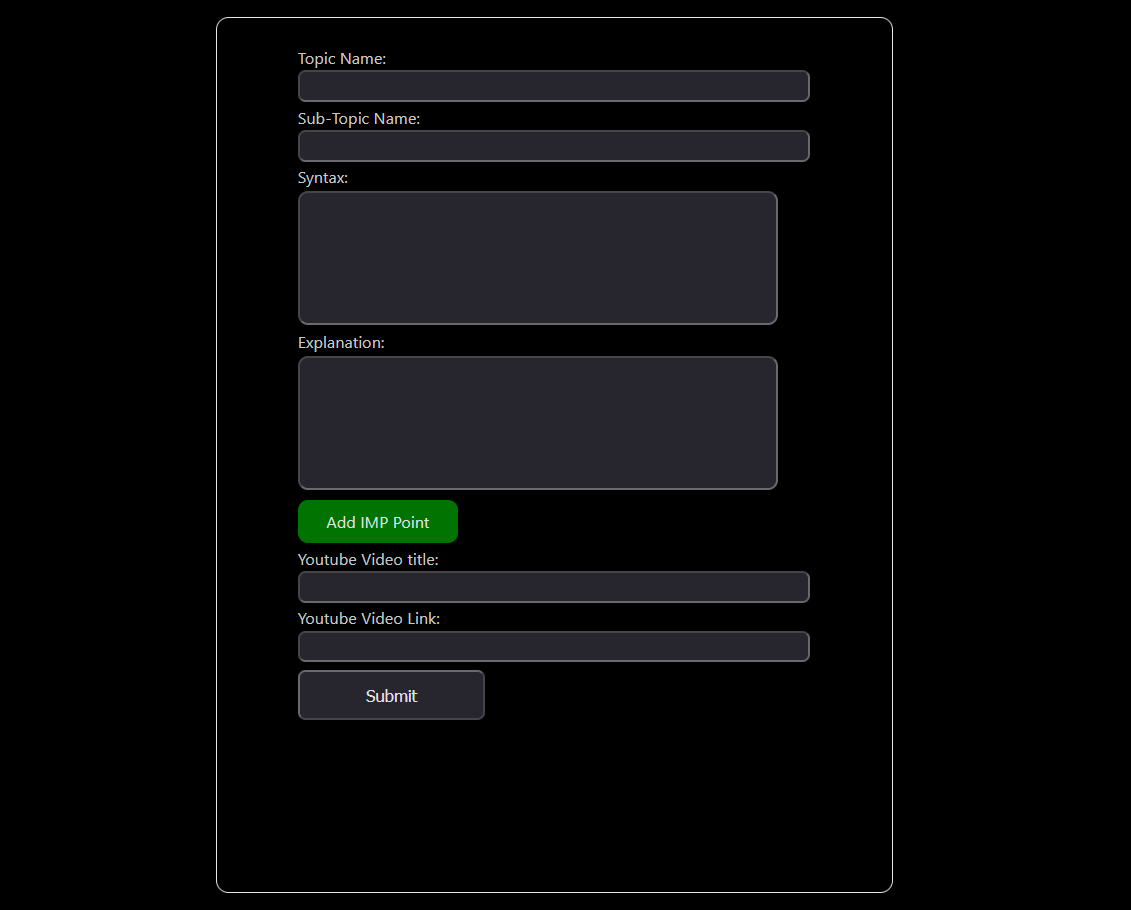 Topic Name:
Sub-Topic Name:
Syntax:
Explanation:
Add IMP Point
Youtube Video title:
Youtube Video Link:
Submit